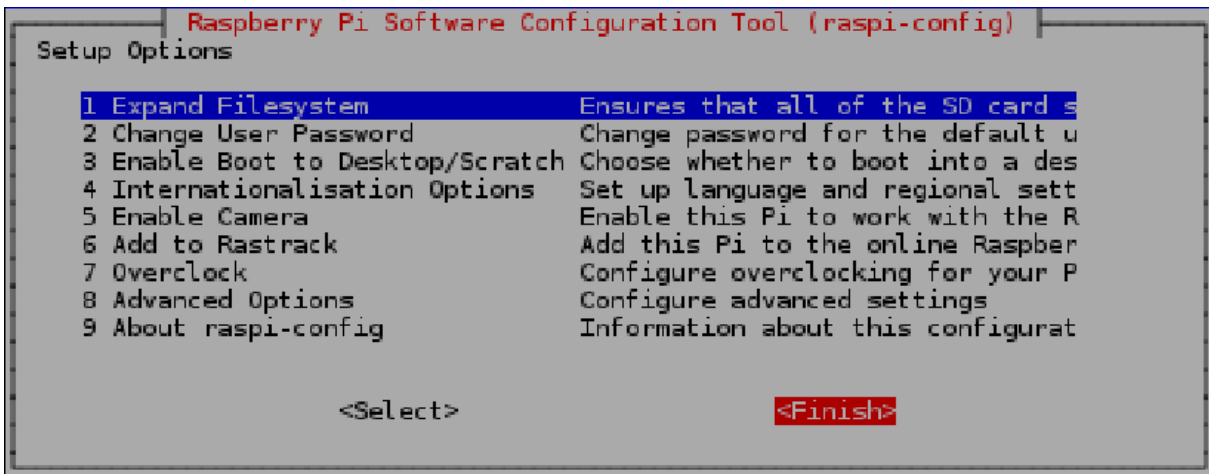 Raspberry Pi Software Configuration Tool (raspi-config)
Setup Options
1 Expand Filesystem Ensures that all of the SD card s
2 Change User Password Change password for the default u
3 Enable Boot to Desktop/Scratch Choose whether to boot into a des
4 Internationalisation Options Set up language and regional sett
5 Enable Camera Enable this Pi to work with the R
6 Add to Rastrack Add this Pi to the online Raspber
7 Overclock Configure overclocking for your P
8 Advanced Options Configure advanced settings
9 About raspi-config Information about this configurat
<Select> <Finish>